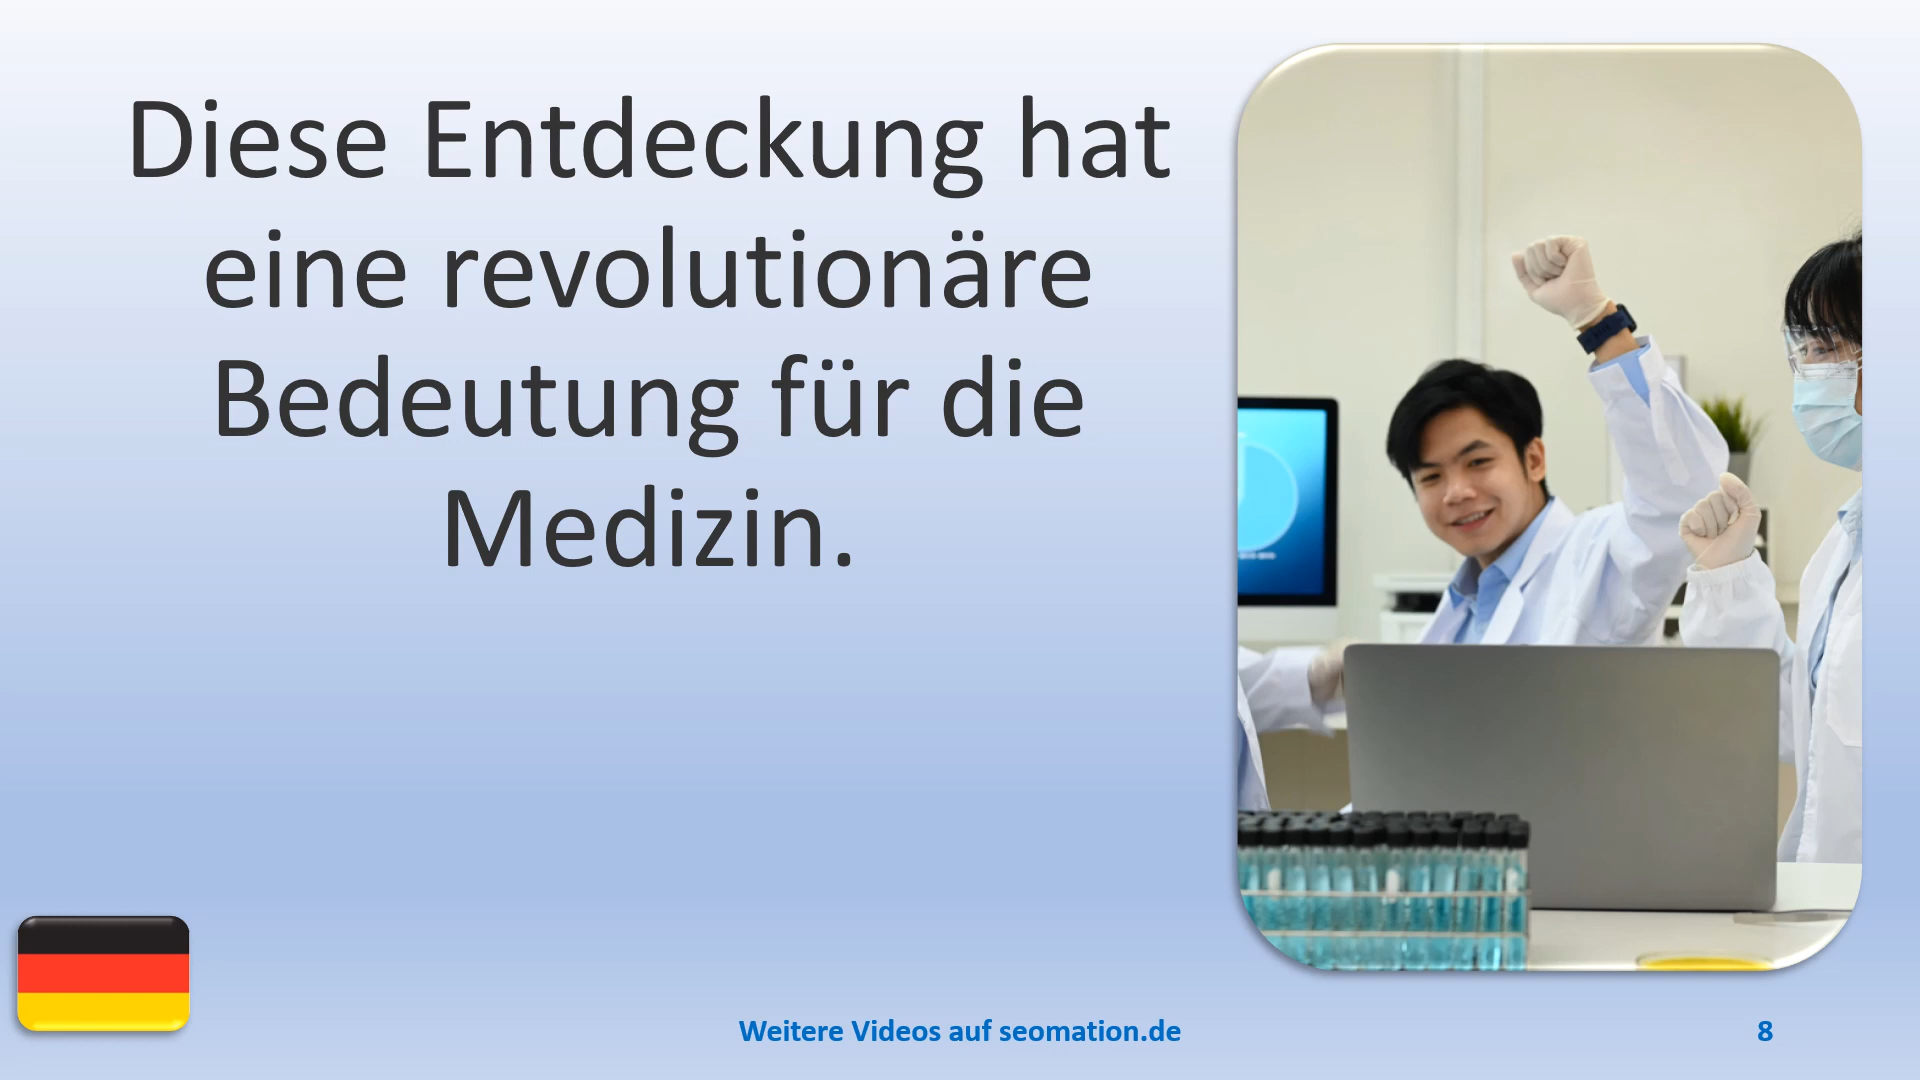 Diese Entdeckung hat
eine revolutionäre
Bedeutung für die
Medizin.
Weitere Videos auf seomation.de
8